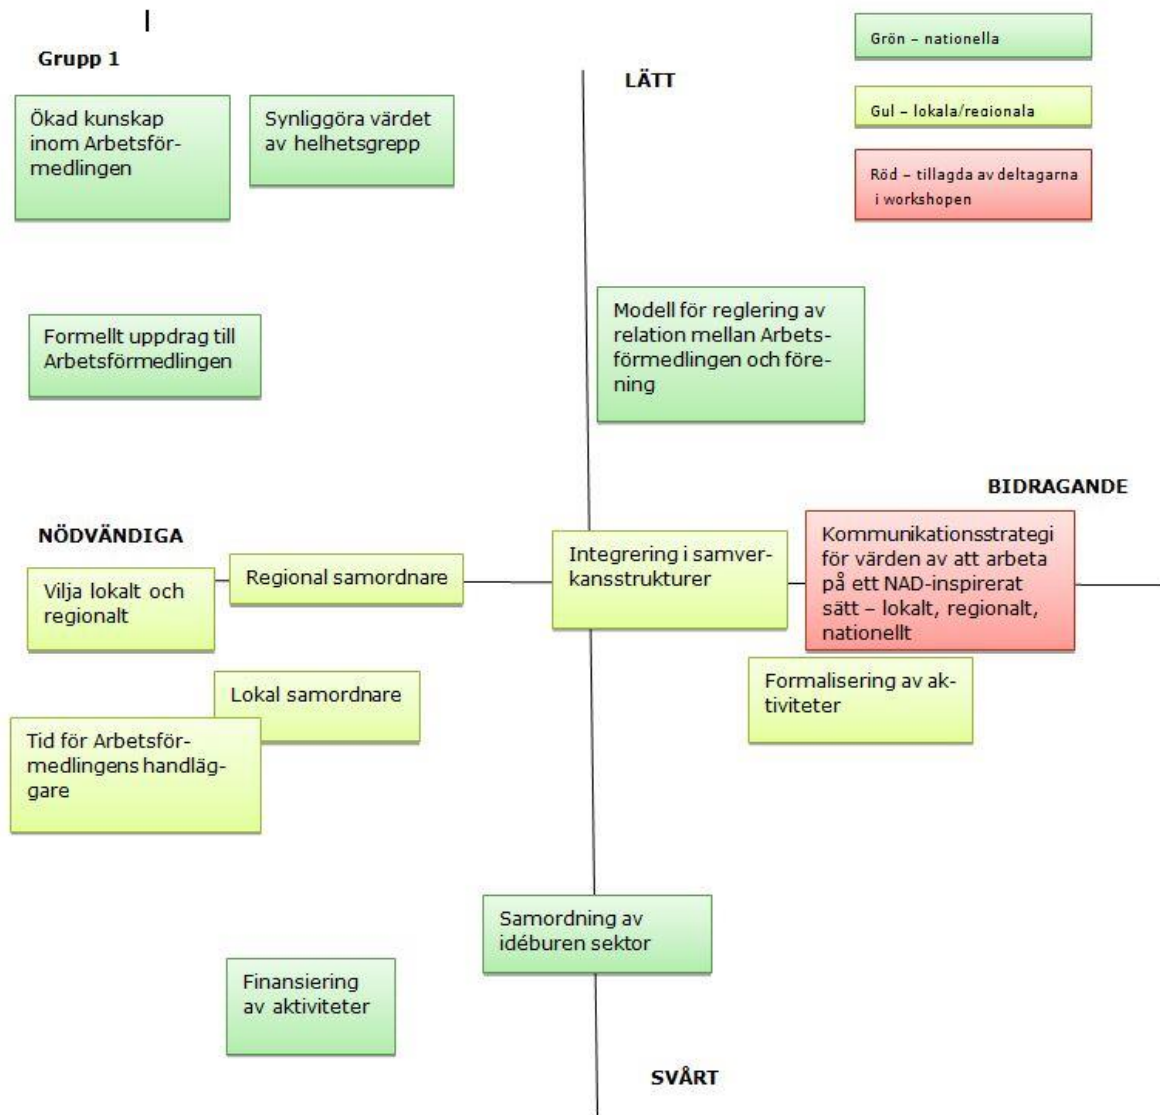 Grupp 1
LÄTT
Grön – nationella
Gul – lokala/regionala
Röd – tillagda av deltagarna
i workshopen
Ökad kunskap
inom Arbetsför-
medlingen
Synliggöra värdet
av helhetsgrepp
Formellt uppdrag till
Arbetsförmedlingen
Modell för reglering av
relation mellan Arbets-
förmedlingen och före-
ning
BIDRAGANDE
NÖDVÄNDIGA
Vilja lokalt och
regionalt
Regional samordnare
Integrering i samver-
kansstrukturer
Kommunikationsstrategi
för värden av att arbeta
på ett NAD-inspirerat
sätt – lokalt, regionalt,
nationellt
Lokal samordnare
Formalisering av ak-
tiviteter
Tid för Arbetsför-
medlingens handläg-
gare
Samordning av
idéburen sektor
Finansiering
av aktiviteter
SVÅRT